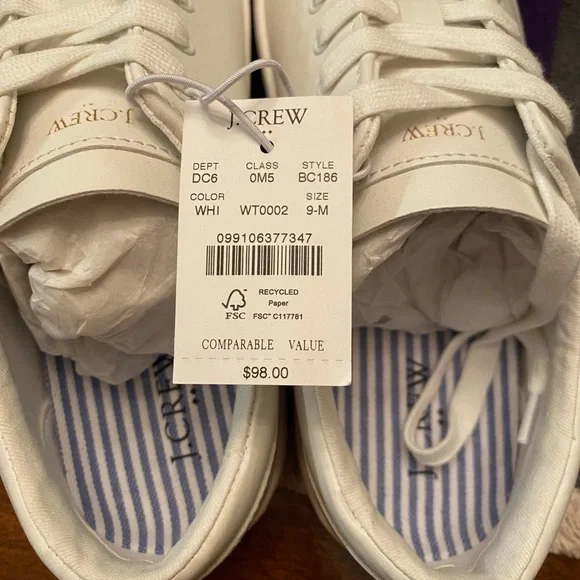 J.CREW
J.CREW
J.CREW
DEPT CLASS STYLE
DC6 0M5 BC186
COLOR SIZE
WHI WT0002 9-M
099106377347
RECYCLED
Paper
FSC® C117781
FSC
COMPARABLE VALUE
$98.00
J.CREW
J.CREW